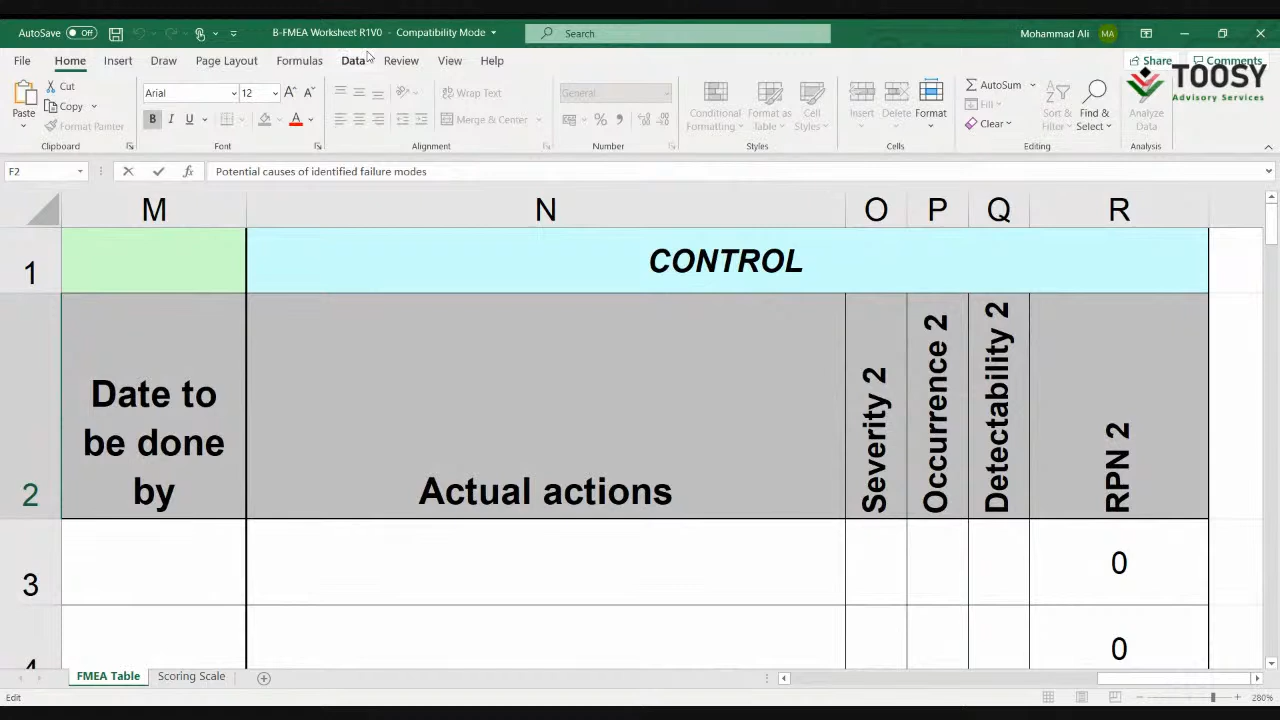 AutoSave Off
B-FMEA Worksheet R1V0 - Compatibility Mode
Search
Mohammad Ali MA
File Home Insert Draw Page Layout Formulas Data Review View Help
Share Comments
TOOSY
Advisory Services
Paste
Cut
Copy
Format Painter
Clipboard
Arial 12
B I U
Font
Wrap Text
Merge & Center
Alignment
General
Number
Conditional Formatting
Format as Table
Cell Styles
Styles
Insert Delete Format
Cells
AutoSum
Fill
Clear
Sort & Filter
Find & Select
Editing
Analyze Data
Analysis
F2
fx
Potential causes of identified failure modes
M N O P Q R
1
CONTROL
2
Date to
be done
by
Actual actions
Severity 2
Occurrence 2
Detectability 2
RPN 2
3
0
4
0
FMEA Table Scoring Scale
Edit
280%